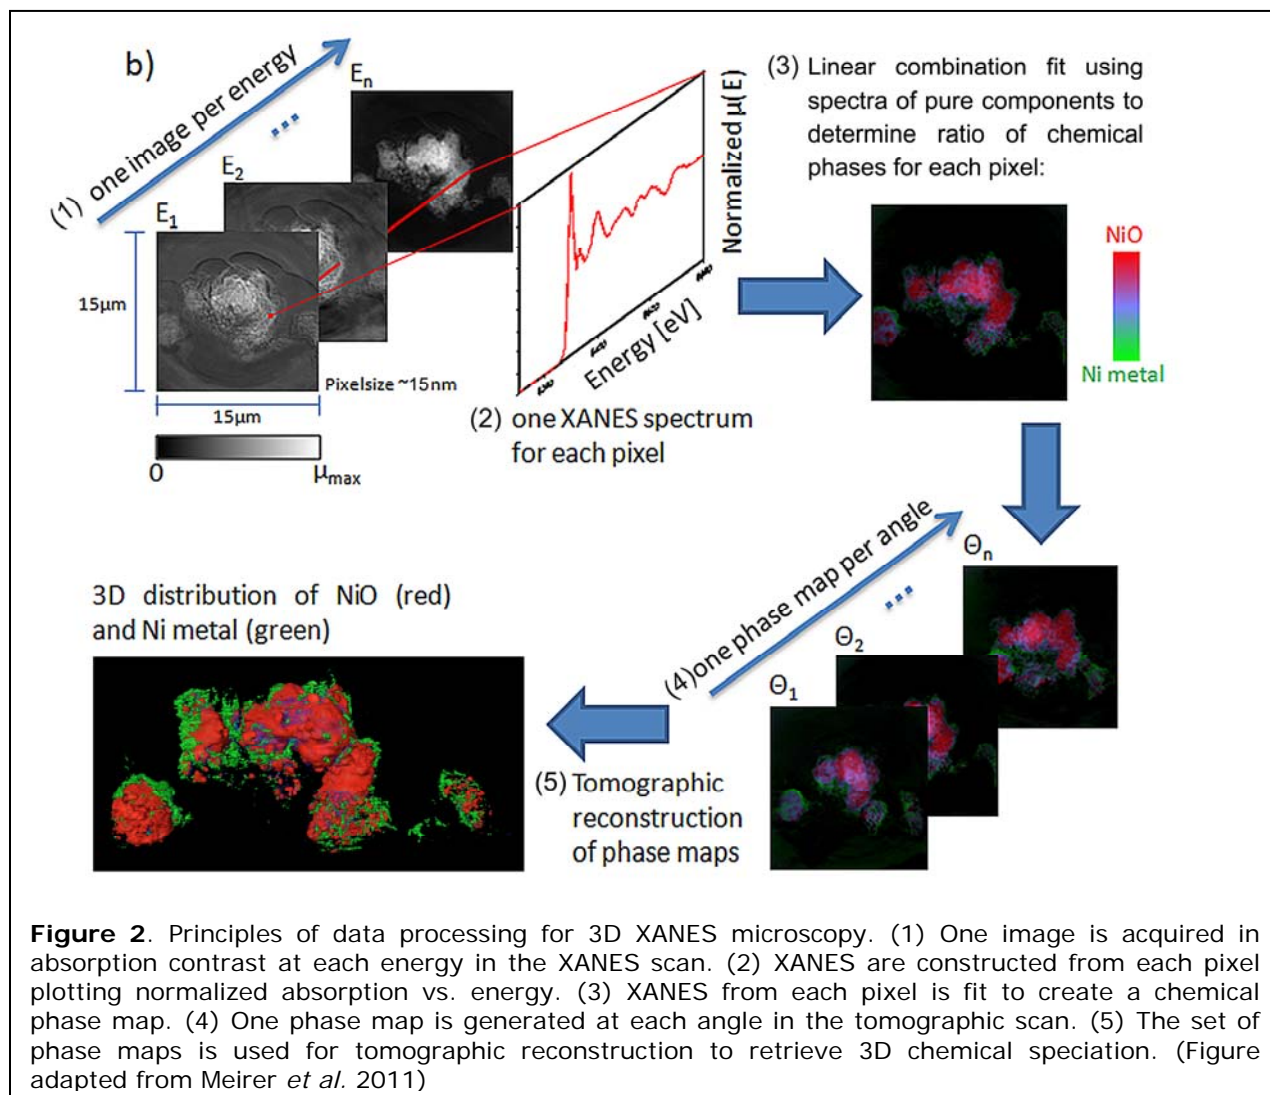 b)
(1) one image per energy
E1
E2
En
15µm
15µm
Pixelsize ~15nm
0
µmax
Normalized µ(E)
Energy [eV]
(2) one XANES spectrum
for each pixel
(3) Linear combination fit using
spectra of pure components to
determine ratio of chemical
phases for each pixel:
NiO
Ni metal
(4)one phase map per angle
Θ1
Θ2
Θn
(5) Tomographic
reconstruction
of phase maps
3D distribution of NiO (red)
and Ni metal (green)
Figure 2. Principles of data processing for 3D XANES microscopy. (1) One image is acquired in
absorption contrast at each energy in the XANES scan. (2) XANES are constructed from each pixel
plotting normalized absorption vs. energy. (3) XANES from each pixel is fit to create a chemical
phase map. (4) One phase map is generated at each angle in the tomographic scan. (5) The set of
phase maps is used for tomographic reconstruction to retrieve 3D chemical speciation. (Figure
adapted from Meirer et al. 2011)